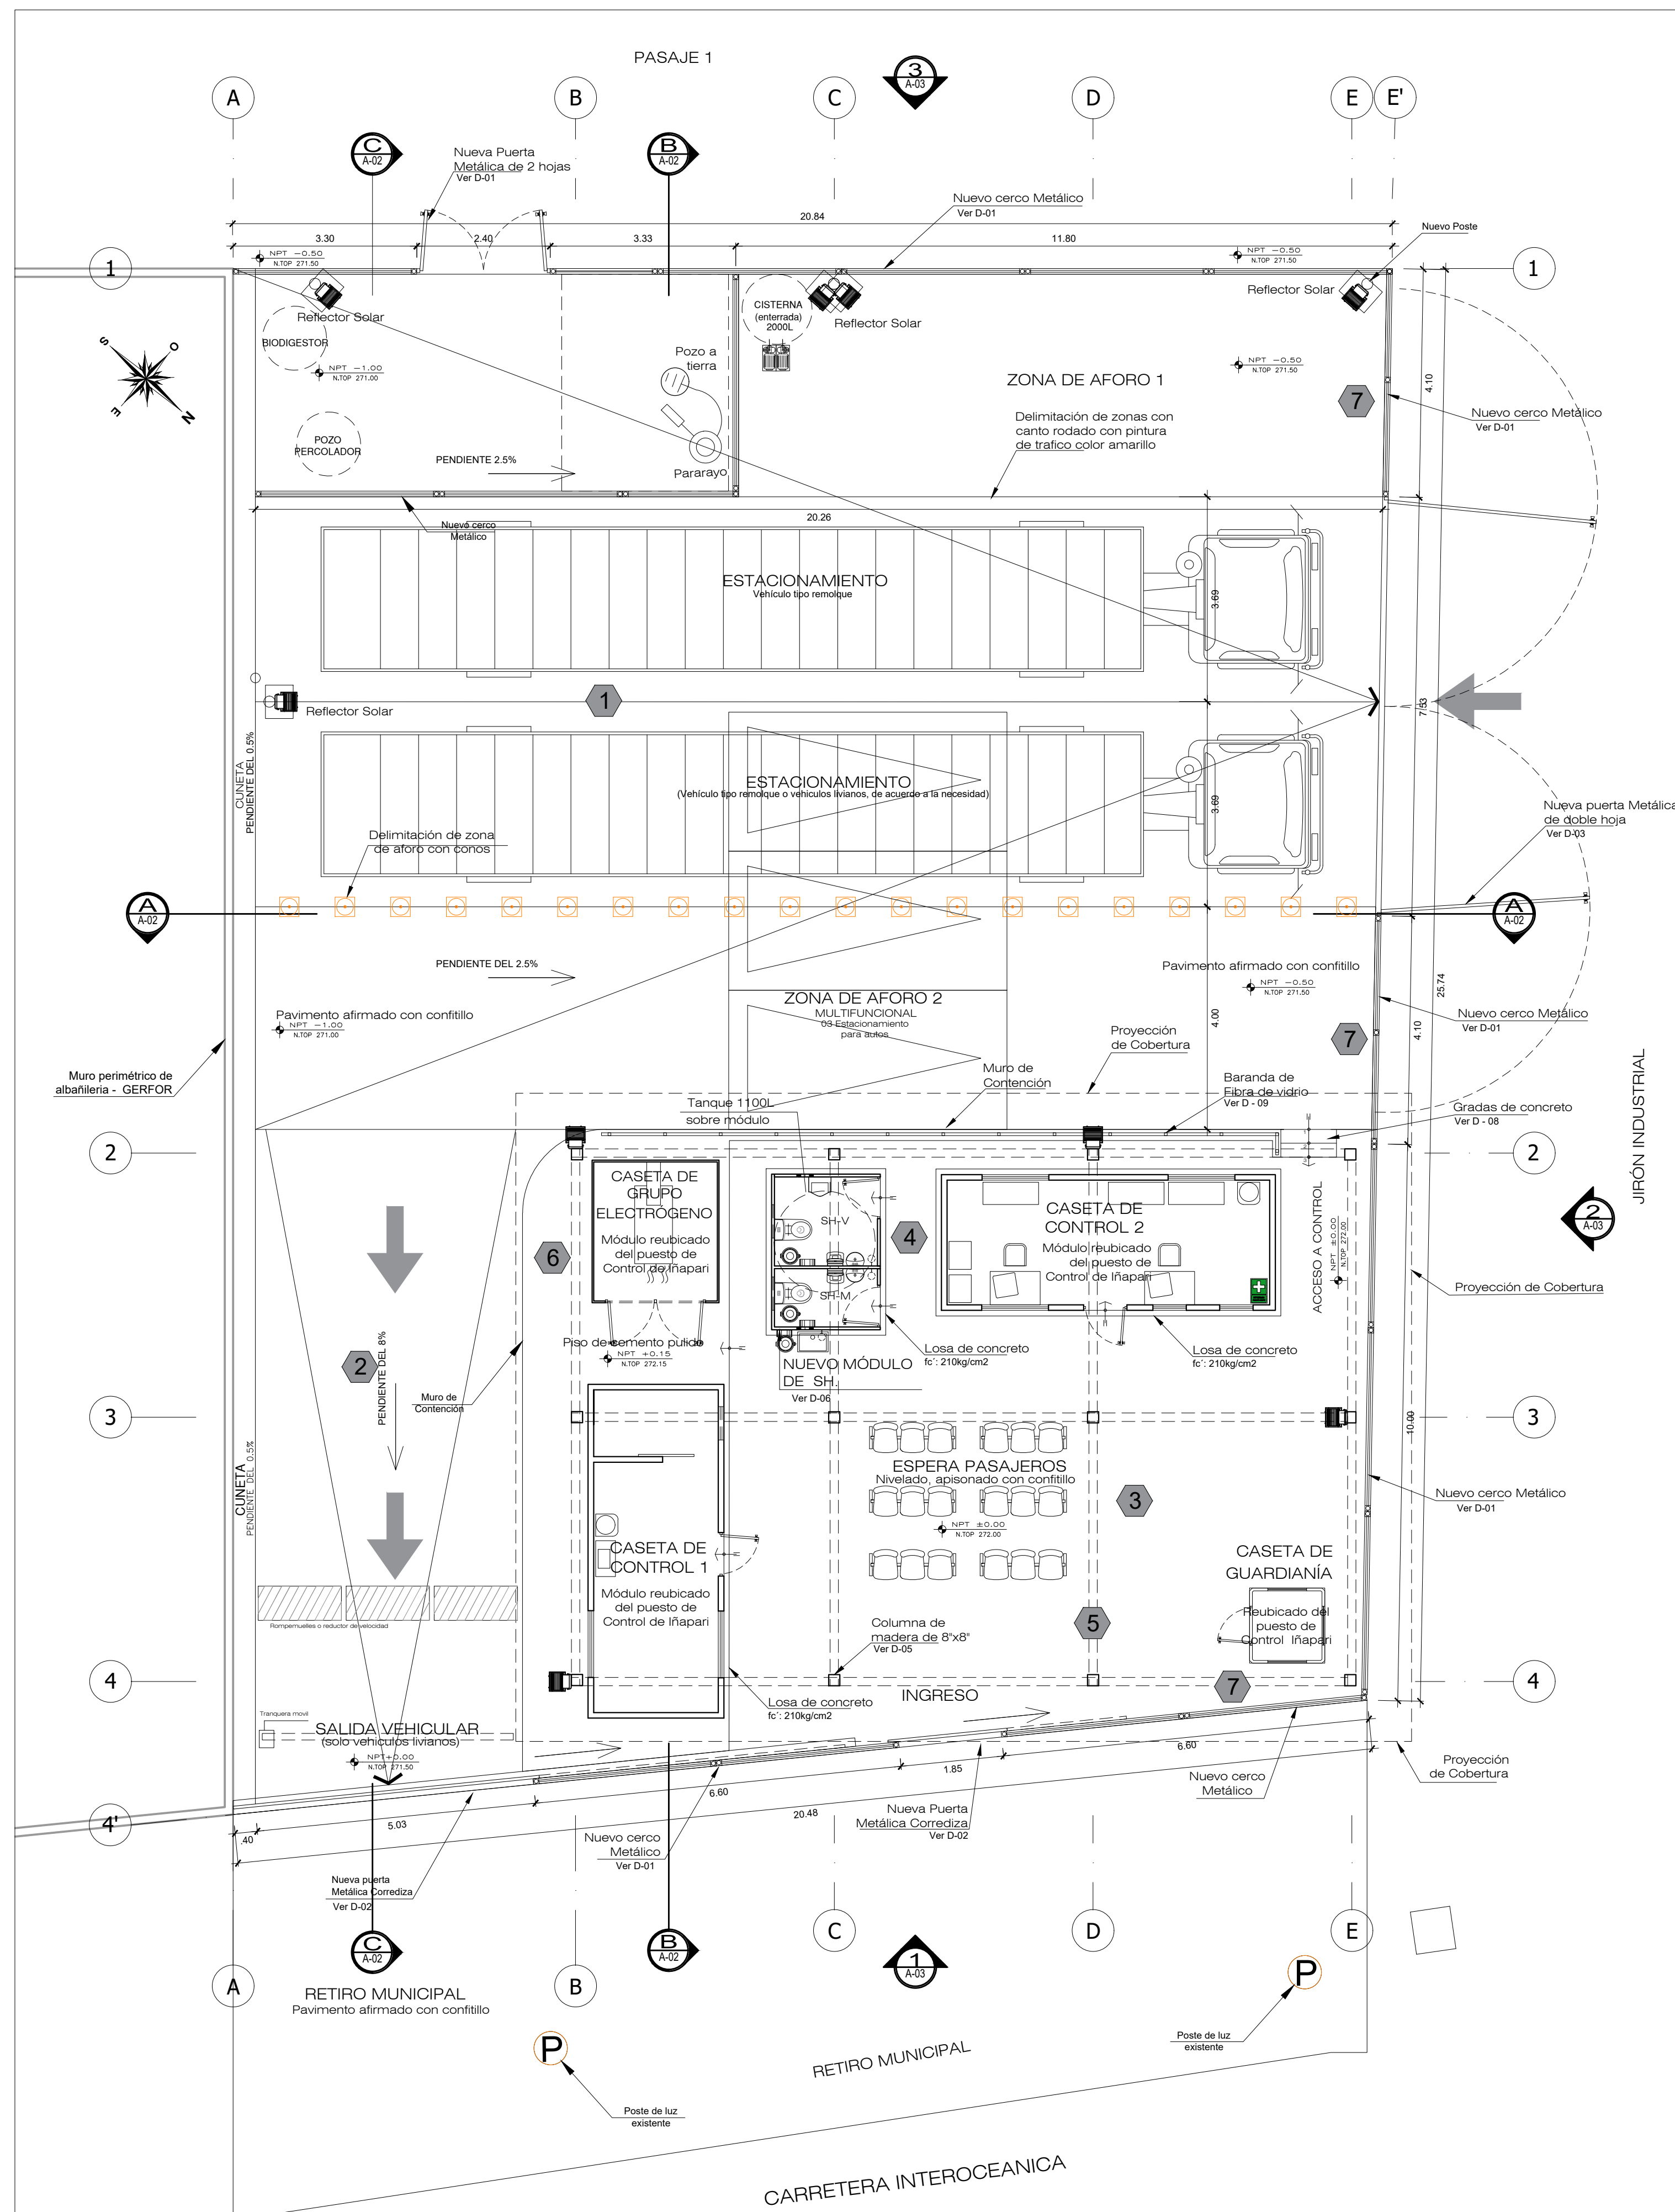 PASAJE 1
3
A-03
A
B
C
D
E
E'
C
A-02
B
A-02
Nueva Puerta
Metálica de 2 hojas
Ver D-01
Nuevo cerco Metálico
Ver D-01
20.84
Nuevo Poste
3.30
2.40
3.33
11.80
NPT −0.50
N.TOP 271.50
NPT −0.50
N.TOP 271.50
1
1
Reflector Solar
CISTERNA
(enterrada)
2000L
Reflector Solar
Reflector Solar
BIODIGESTOR
S
O
E
N
NPT −1.00
N.TOP 271.00
Pozo a
tierra
NPT −0.50
N.TOP 271.50
ZONA DE AFORO 1
4.10
7
Nuevo cerco Metálico
Ver D-01
Delimitación de zonas con
canto rodado con pintura
de trafico color amarillo
POZO
PERCOLADOR
PENDIENTE 2.5%
Pararayo
20.26
Nuevo cerco
Metálico
ESTACIONAMIENTO
Vehículo tipo remolque
3.69
1
Reflector Solar
7.53
CUNETA
PENDIENTE DEL 0.5%
ESTACIONAMIENTO
(Vehículo tipo remolque o vehiculos livianos, de acuerdo a la necesidad)
3.69
Nueva puerta Metálica
de doble hoja
Ver D-03
Delimitación de zona
de aforo con conos
A
A-02
A
A-02
PENDIENTE DEL 2.5%
Pavimento afirmado con confitillo
NPT −0.50
N.TOP 271.50
25.74
ZONA DE AFORO 2
MULTIFUNCIONAL
03 Estacionamiento
para autos
Pavimento afirmado con confitillo
NPT −1.00
N.TOP 271.00
4.00
Nuevo cerco Metálico
Ver D-01
4.10
7
Proyección
de Cobertura
Muro perimétrico de
albañileria - GERFOR
Muro de
Contención
Baranda de
Fibra de vidrio
Ver D - 09
Tanque 1100L
sobre módulo
Gradas de concreto
Ver D - 08
JIRÓN INDUSTRIAL
2
2
CASETA DE
GRUPO
ELECTRÓGENO
Módulo reubicado
del puesto de
Control de Iñapari
SH-V
SH-M
4
CASETA DE
CONTROL 2
Módulo reubicado
del puesto de
Control de Iñapari
ACCESO A CONTROL
NPT ±0.00
N.TOP 272.00
2
A-03
6
Proyección de Cobertura
Piso de cemento pulido
NPT +0.15
N.TOP 272.15
Losa de concreto
fc´: 210kg/cm2
Losa de concreto
fc´: 210kg/cm2
NUEVO MÓDULO
DE SH.
Ver D-06
2
PENDIENTE DEL 8%
Muro de
Contención
3
3
10.00
ESPERA PASAJEROS
Nivelado, apisonado con confitillo
CUNETA
PENDIENTE DEL 0.5%
3
Nuevo cerco Metálico
Ver D-01
NPT ±0.00
N.TOP 272.00
CASETA DE
CONTROL 1
Módulo reubicado
del puesto de
Control de Iñapari
CASETA DE
GUARDIANÍA
Reubicado del
puesto de
Control Iñapari
Rompemuelles o reductor de velocidad
Columna de
madera de 8"x8"
Ver D-05
5
4
4
7
Losa de concreto
fc´: 210kg/cm2
INGRESO
Tranquera movil
SALIDA VEHICULAR
(solo vehiculos livianos)
NPT+0.00
N.TOP 271.50
6.60
1.85
Proyección
de Cobertura
Nuevo cerco
Metálico
6.60
20.48
4'
.40
5.03
Nueva Puerta
Metálica Corrediza
Ver D-02
Nuevo cerco
Metálico
Ver D-01
Nueva puerta
Metálica Corrediza
Ver D-02
C
A-02
B
A-02
C
1
A-03
D
E
A
B
RETIRO MUNICIPAL
Pavimento afirmado con confitillo
P
P
Poste de luz
existente
RETIRO MUNICIPAL
Poste de luz
existente
CARRETERA INTEROCEANICA